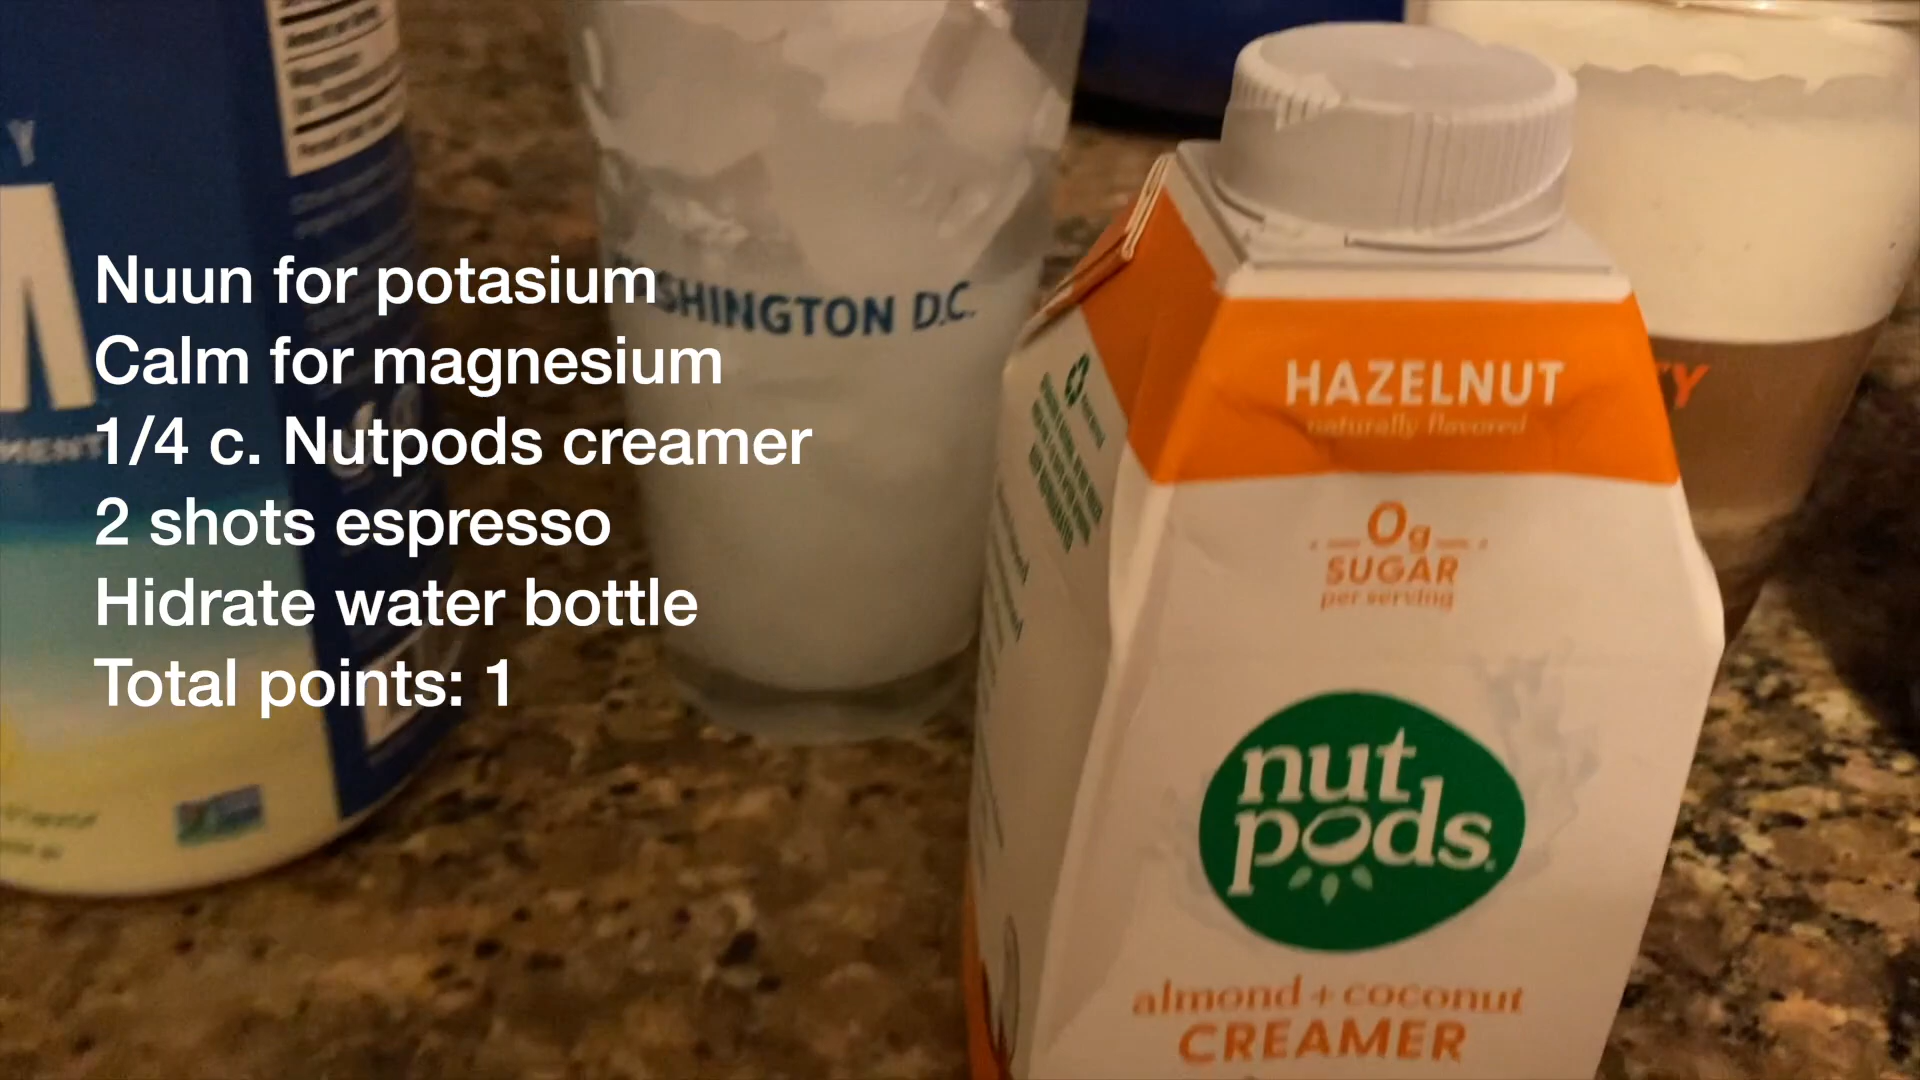 Nuun for potasium
Calm for magnesium
1/4 c. Nutpods creamer
2 shots espresso
Hidrate water bottle
Total points: 1
SHINGTON D.C.
HAZELNUT
naturally flavored
0g
SUGAR
per serving
nut
pods
almond + coconut
CREAMER